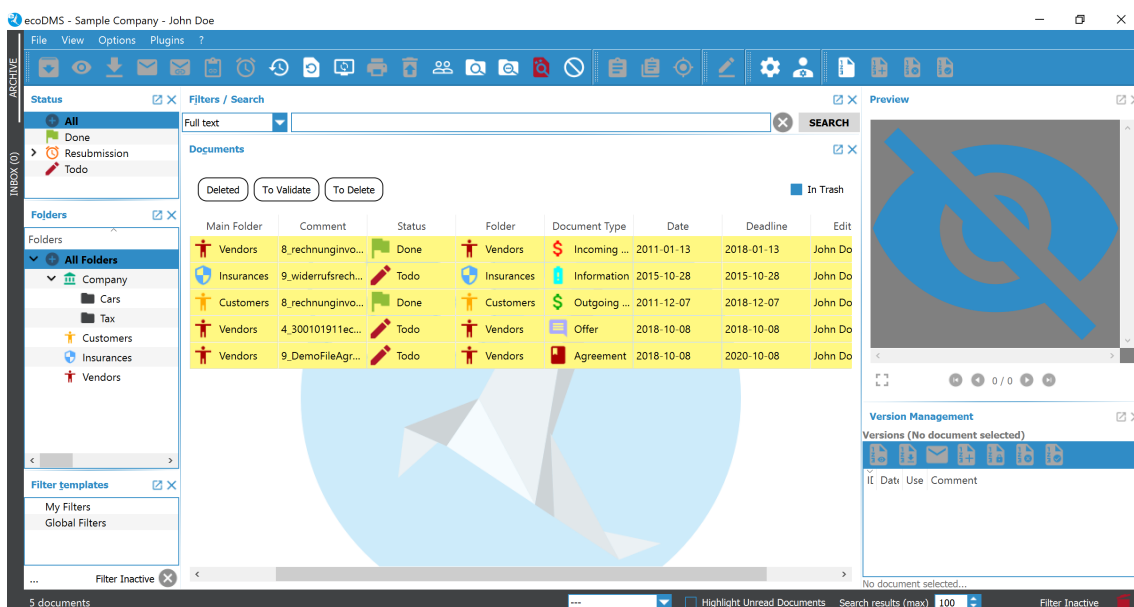 ecoDMS - Sample Company - John Doe
File View Options Plugins ?
ARCHIVE
INBOX (0)
Status
All
Done
Resubmission
Todo
Folders
Folders
All Folders
Company
Cars
Tax
Customers
Insurances
Vendors
Filter templates
My Filters
Global Filters
... Filter Inactive
Filters / Search
Full text SEARCH
Documents
Deleted To Validate To Delete In Trash
Main Folder Comment Status Folder Document Type Date Deadline Edit
Vendors 8_rechnunginvo... Done Vendors Incoming ... 2011-01-13 2018-01-13 John Do
Insurances 9_widerrufsrech... Todo Insurances Information 2015-10-28 2015-10-28 John Do
Customers 8_rechnunginvo... Done Customers Outgoing ... 2011-12-07 2018-12-07 John Do
Vendors 4_300101911ec... Todo Vendors Offer 2018-10-08 2018-10-08 John Do
Vendors 9_DemoFileAgr... Todo Vendors Agreement 2018-10-08 2020-10-08 John Do
Preview
0 / 0
Version Management
Versions (No document selected)
Use Comment
No document selected...
5 documents --- Highlight Unread Documents Search results (max) 100 Filter Inactive